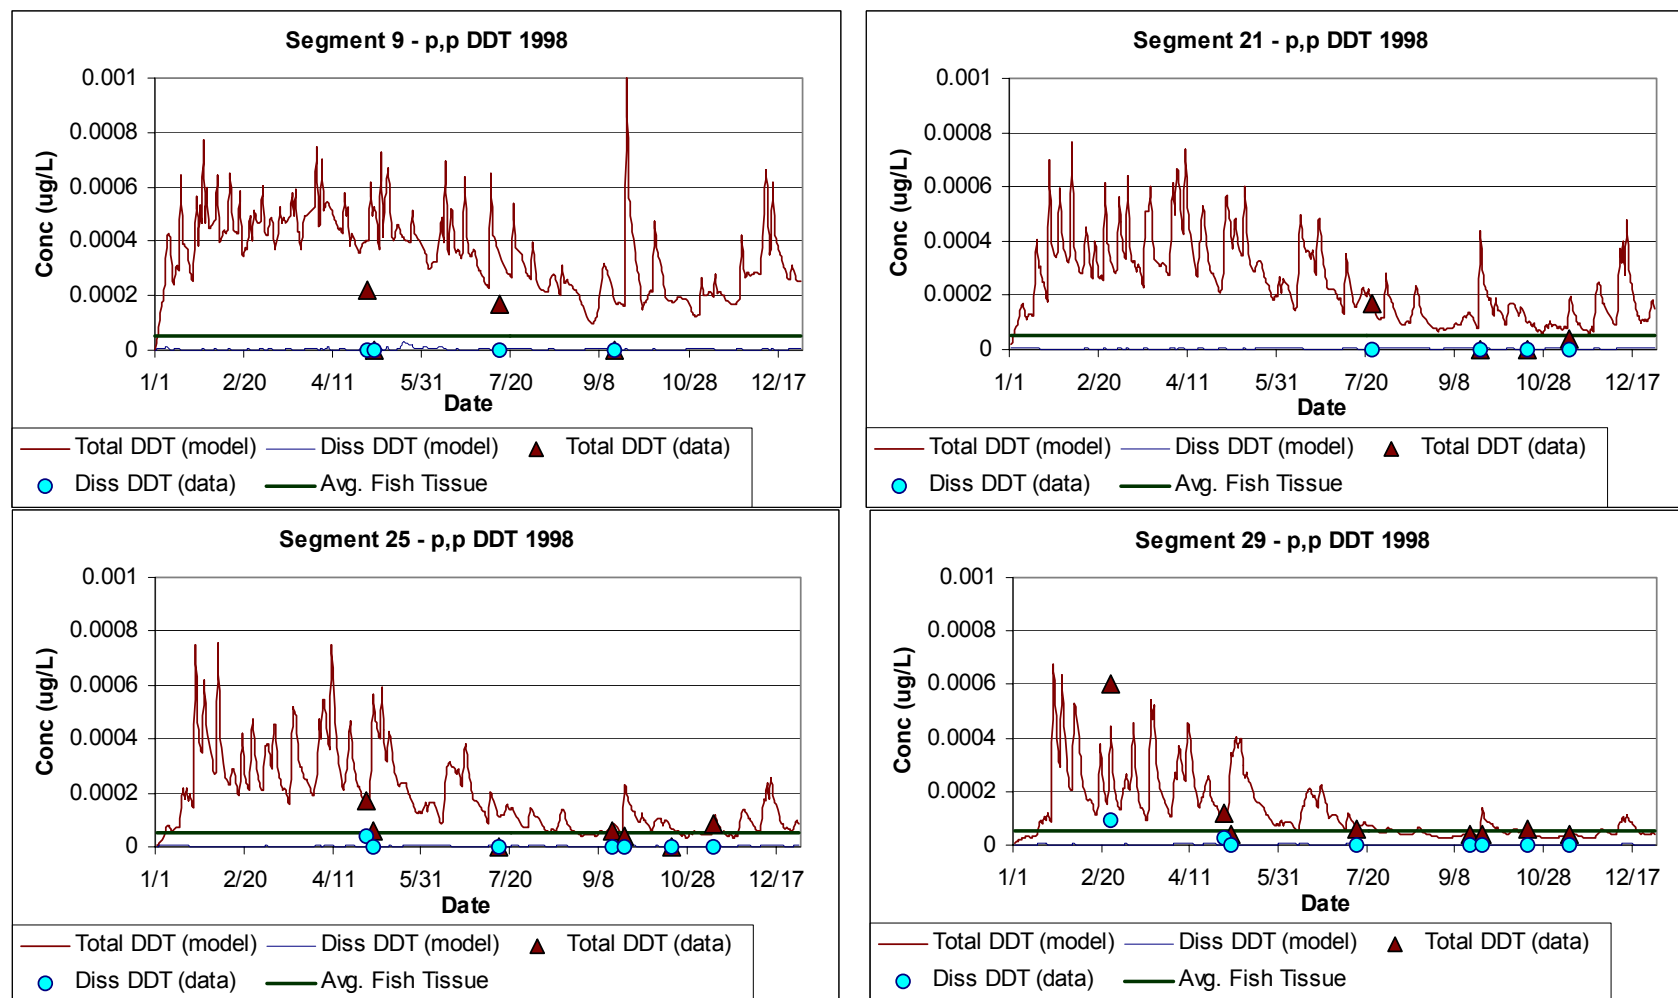 Segment 9 - p,p DDT 1998
0.001
0.0008
0.0006
0.0004
0.0002
0
Conc (ug/L)
1/1 2/20 4/11 5/31 7/20 9/8 10/28 12/17
Date
Total DDT (model) Diss DDT (model) Total DDT (data)
Diss DDT (data) Avg. Fish Tissue
Segment 21 - p,p DDT 1998
0.001
0.0008
0.0006
0.0004
0.0002
0
Conc (ug/L)
1/1 2/20 4/11 5/31 7/20 9/8 10/28 12/17
Date
Total DDT (model) Diss DDT (model) Total DDT (data)
Diss DDT (data) Avg. Fish Tissue
Segment 25 - p,p DDT 1998
0.001
0.0008
0.0006
0.0004
0.0002
0
Conc (ug/L)
1/1 2/20 4/11 5/31 7/20 9/8 10/28 12/17
Date
Total DDT (model) Diss DDT (model) Total DDT (data)
Diss DDT (data) Avg. Fish Tissue
Segment 29 - p,p DDT 1998
0.001
0.0008
0.0006
0.0004
0.0002
0
Conc (ug/L)
1/1 2/20 4/11 5/31 7/20 9/8 10/28 12/17
Date
Total DDT (model) Diss DDT (model) Total DDT (data)
Diss DDT (data) Avg. Fish Tissue